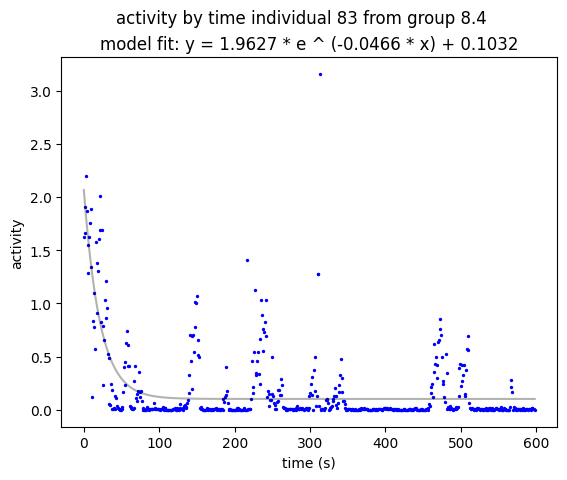 activity by time individual 83 from group 8.4
model fit: y = 1.9627 * e ^ (-0.0466 * x) + 0.1032
3.0
2.5
2.0
1.5
1.0
0.5
0.0
activity
0 100 200 300 400 500 600
time (s)